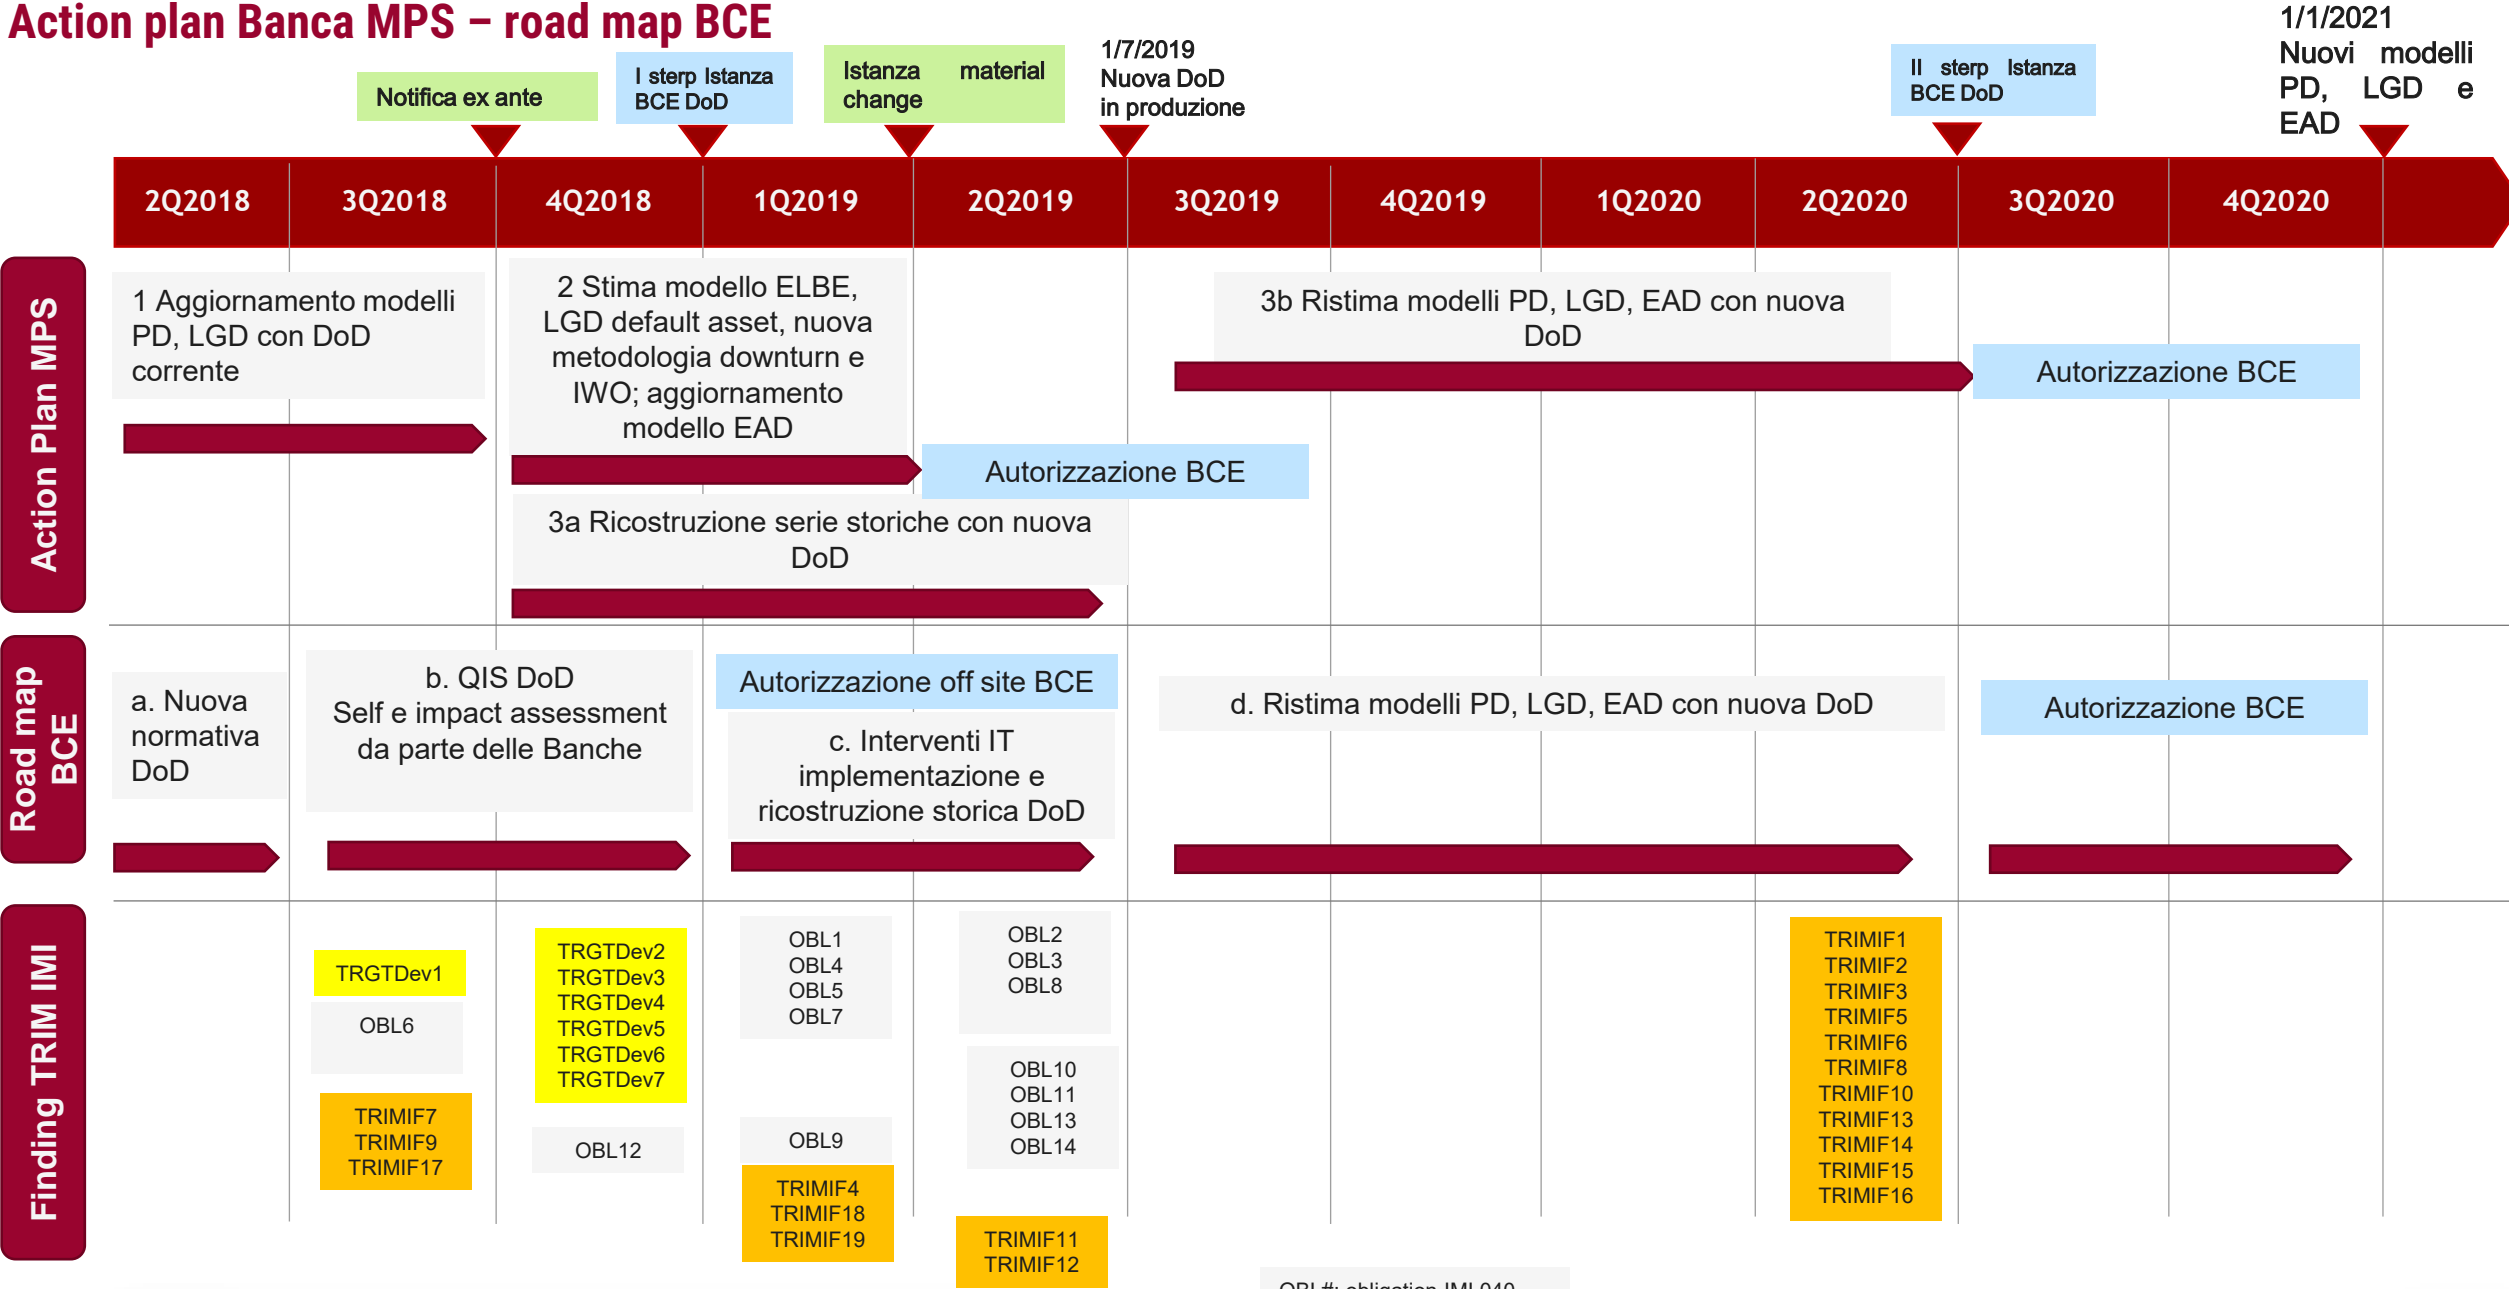 Action plan Banca MPS – road map BCE
Notifica ex ante
I sterp Istanza
BCE DoD
Istanza material
change
1/7/2019
Nuova DoD
in produzione
II sterp Istanza
BCE DoD
1/1/2021
Nuovi modelli
PD, LGD e
EAD
2Q2018
3Q2018
4Q2018
1Q2019
2Q2019
3Q2019
4Q2019
1Q2020
2Q2020
3Q2020
4Q2020
Action Plan MPS
1 Aggiornamento modelli
PD, LGD con DoD
corrente
2 Stima modello ELBE,
LGD default asset, nuova
metodologia downturn e
IWO; aggiornamento
modello EAD
Autorizzazione BCE
3a Ricostruzione serie storiche con nuova
DoD
3b Ristima modelli PD, LGD, EAD con nuova
DoD
Autorizzazione BCE
Road map
BCE
a. Nuova
normativa
DoD
b. QIS DoD
Self e impact assessment
da parte delle Banche
Autorizzazione off site BCE
c. Interventi IT
implementazione e
ricostruzione storica DoD
d. Ristima modelli PD, LGD, EAD con nuova DoD
Autorizzazione BCE
Finding TRIM IMI
TRGTDev1
OBL6
TRIMIF7
TRIMIF9
TRIMIF17
TRGTDev2
TRGTDev3
TRGTDev4
TRGTDev5
TRGTDev6
TRGTDev7
OBL12
OBL1
OBL4
OBL5
OBL7
OBL9
TRIMIF4
TRIMIF18
TRIMIF19
OBL2
OBL3
OBL8
OBL10
OBL11
OBL13
OBL14
TRIMIF11
TRIMIF12
TRIMIF1
TRIMIF2
TRIMIF3
TRIMIF5
TRIMIF6
TRIMIF8
TRIMIF10
TRIMIF13
TRIMIF14
TRIMIF15
TRIMIF16
OBL#: obligation IMI 040